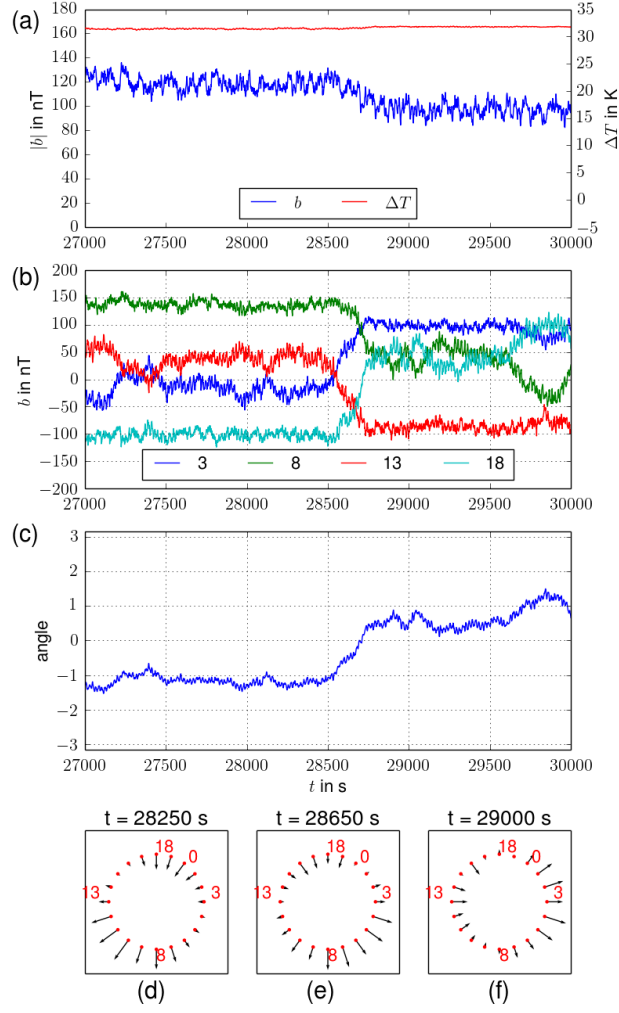 (a)
180
160
140
120
100
80
60
40
20
0
|b| in nT
35
30
25
20
15
10
5
0
−5
ΔT in K
b ΔT
27000 27500 28000 28500 29000 29500 30000
(b)
200
150
100
50
0
−50
−100
−150
−200
b in nT
3 8 13 18
27000 27500 28000 28500 29000 29500 30000
(c)
3
2
1
0
−1
−2
−3
angle
27000 27500 28000 28500 29000 29500 30000
t in s
t = 28250 s t = 28650 s t = 29000 s
18 0 3 8 13
18 0 3 8 13
18 0 3 8 13
(d) (e) (f)